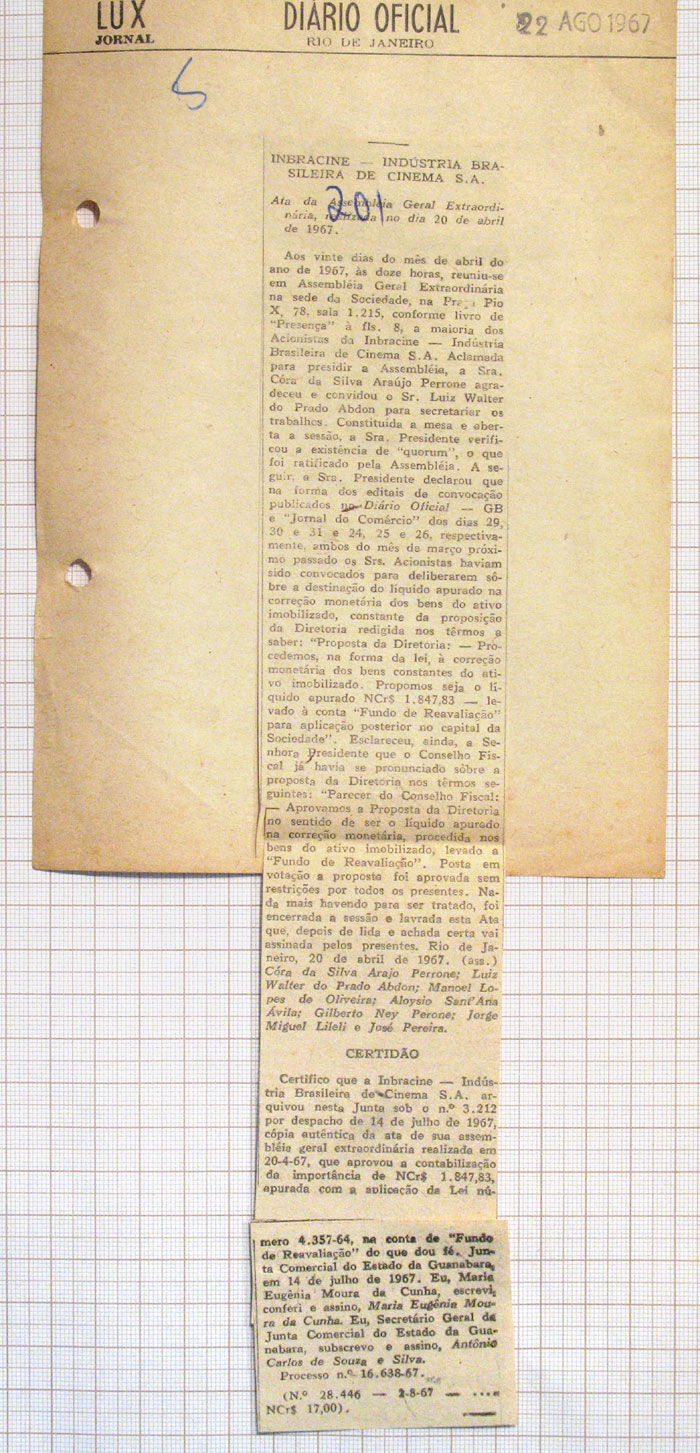 LUX
JORNAL
DIÁRIO OFICIAL
RIO DE JANEIRO
22 AGO 1967
5
INBRACINE — INDÚSTRIA BRA-
SILEIRA DE CINEMA S.A.
201
Ata da Assembléia Geral Extraordi-
nária, realizada no dia 20 de abril
de 1967.
Aos vinte dias do mês de abril do
ano de 1967, às doze horas, reuniu-se
em Assembléia Geral Extraordinária
na sede da Sociedade, na Praça Pio
X, 78, sala 1.215, conforme livro de
"Presença" à fls. 8, a maioria dos
Acionistas da Inbracine — Indústria
Brasileira de Cinema S.A. Aclamada
para presidir a Assembléia, a Sra.
Córa da Silva Araújo Perrone agra-
deceu e convidou o Sr. Luiz Walter
do Prado Abdon para secretariar os
trabalhos. Constituída a mesa e aber-
ta a sessão, a Sra. Presidente verifi-
cou a existência de "quorum", o que
foi ratificado pela Assembléia. A se-
guir, a Sra. Presidente declarou que
na forma dos editais de convocação
publicados no Diário Oficial — GB
e "Jornal do Comércio" dos dias 29,
30 e 31 e 24, 25 e 26, respectiva-
mente, ambos do mês de março próxi-
mo passado os Srs. Acionistas haviam
sido convocados para deliberarem sô-
bre a destinação do líquido apurado na
correção monetária dos bens do ativo
imobilizado, constante da proposição
da Diretoria redigida nos têrmos a
saber: "Proposta da Diretoria: — Pro-
cedemos, na forma da lei, à correção
monetária dos bens constantes do ati-
vo imobilizado. Propomos seja o lí-
quido apurado NCr$ 1.847,83 — le-
vado à conta "Fundo de Reavaliação"
para aplicação posterior no capital da
Sociedade". Esclareceu, ainda, a Se-
nhora Presidente que o Conselho Fis-
cal já havia se pronunciado sôbre a
proposta da Diretoria nos têrmos se-
guintes: "Parecer do Conselho Fiscal:
— Aprovamos a Proposta da Diretoria
no sentido de ser o líquido apurado
na correção monetária, procedida nos
bens do ativo imobilizado, levado a
"Fundo de Reavaliação". Posta em
votação a proposta foi aprovada sem
restrições por todos os presentes. Na-
da mais havendo para ser tratado, foi
encerrada a sessão e lavrada esta Ata
que, depois de lida e achada certa vai
assinada pelos presentes. Rio de Ja-
neiro, 20 de abril de 1967. (ass.)
Córa da Silva Arajo Perrone; Luiz
Walter do Prado Abdon; Manoel Lo-
pes de Oliveira; Aloysio Sant'Ana
Ávila; Gilberto Ney Perone; Jorge
Miguel Lileli e José Pereira.
CERTIDÃO
Certifico que a Inbracine — Indús-
tria Brasileira de Cinema S.A. ar-
quivou nesta Junta sob o n.º 3.212
por despacho de 14 de julho de 1967,
cópia autêntica da ata de sua assem-
bléia geral extraordinária realizada em
20-4-67, que aprovou a contabilização
da importância de NCr$ 1.847,83,
apurada com a aplicação da Lei nú-
mero 4.357-64, na conta de "Fundo
de Reavaliação" do que dou fé. Jun-
ta Comercial do Estado da Guanabara,
em 14 de julho de 1967. Eu, Maria
Eugênia Moura da Cunha, escrevi,
conferi e assino, Maria Eugênia Mou-
ra da Cunha. Eu, Secretário Geral da
Junta Comercial do Estado da Gua-
nabara, subscrevo e assino, Antônio
Carlos de Souza e Silva.
Processo n.º 16.638-67.
(N.º 28.446 — 2-8-67 — ....
NCr$ 17,00).